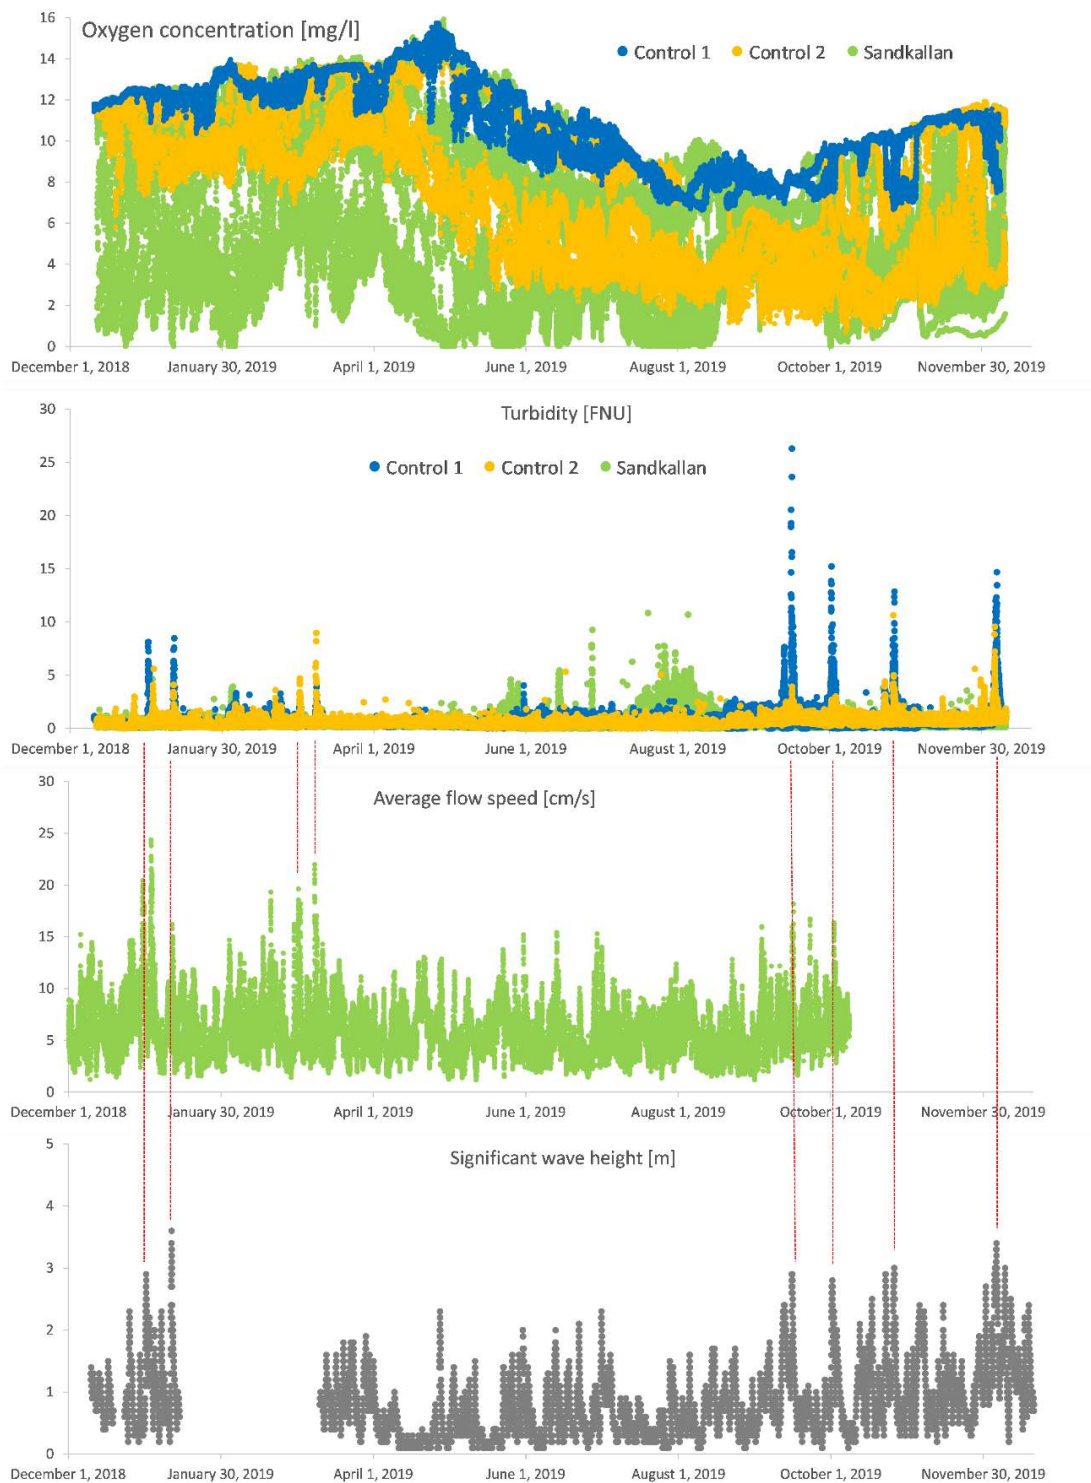 Oxygen concentration [mg/l]
Control 1 Control 2 Sandkallan
16
14
12
10
8
6
4
2
0
December 1, 2018 January 30, 2019 April 1, 2019 June 1, 2019 August 1, 2019 October 1, 2019 November 30, 2019
Turbidity [FNU]
Control 1 Control 2 Sandkallan
30
25
20
15
10
5
0
December 1, 2018 January 30, 2019 April 1, 2019 June 1, 2019 August 1, 2019 October 1, 2019 November 30, 2019
Average flow speed [cm/s]
30
25
20
15
10
5
0
December 1, 2018 January 30, 2019 April 1, 2019 June 1, 2019 August 1, 2019 October 1, 2019 November 30, 2019
Significant wave height [m]
5
4
3
2
1
0
December 1, 2018 January 30, 2019 April 1, 2019 June 1, 2019 August 1, 2019 October 1, 2019 November 30, 2019